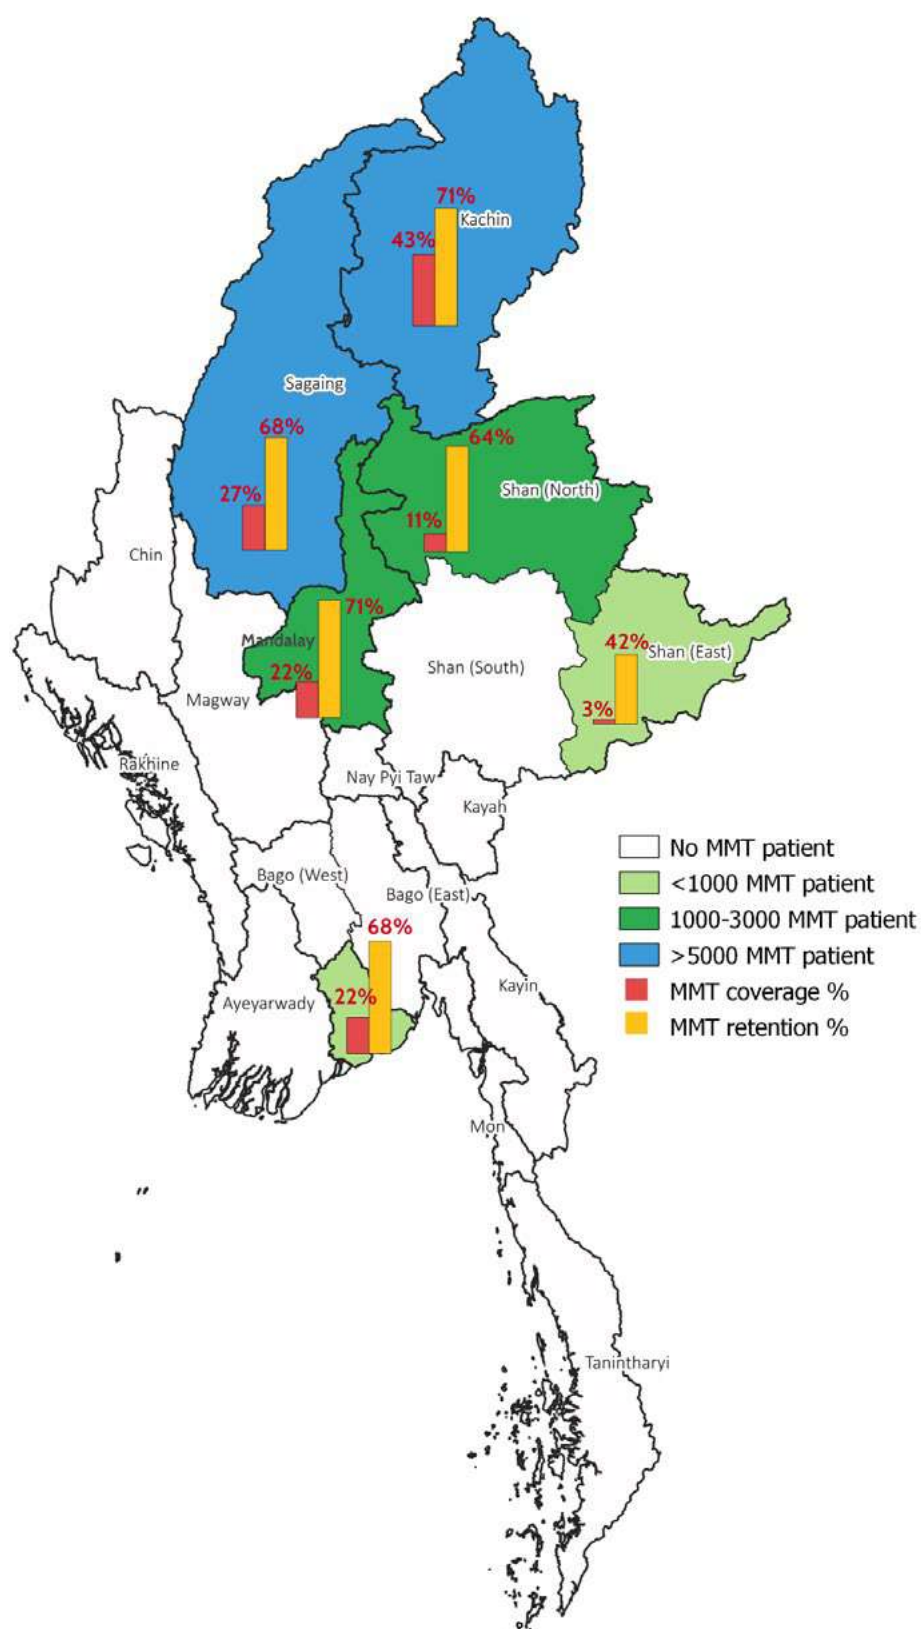 71%
Kachin
43%
Sagaing
68%
64%
27%
Shan (North)
11%
Chin
71%
Mandalay
42%
Shan (East)
Shan (South)
22%
Magway
3%
Rakhine
Nay Pyi Taw
Kayah
No MMT patient
Bago (West)
<1000 MMT patient
Bago (East)
1000-3000 MMT patient
68%
>5000 MMT patient
Kayin
MMT coverage %
22%
Ayeyarwady
MMT retention %
Mon
Tanintharyi